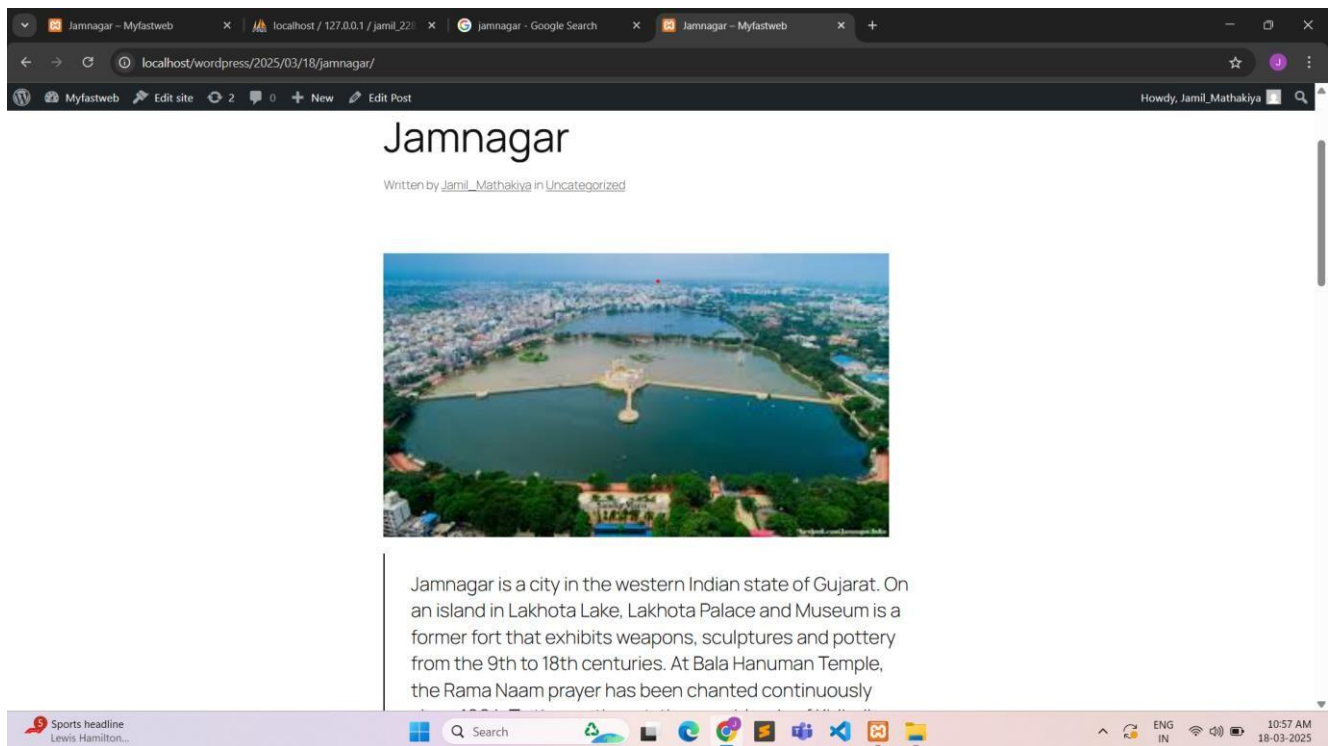 Jamnagar – Myfastweb
localhost / 127.0.0.1 / jamil_228
jamnagar - Google Search
Jamnagar – Myfastweb
localhost/wordpress/2025/03/18/jamnagar/
J
Myfastweb Edit site 2 0 + New Edit Post Howdy, Jamil_Mathakiya
Jamnagar
Written by Jamil_Mathakiya in Uncategorized
Jamnagar is a city in the western Indian state of Gujarat. On
an island in Lakhota Lake, Lakhota Palace and Museum is a
former fort that exhibits weapons, sculptures and pottery
from the 9th to 18th centuries. At Bala Hanuman Temple,
the Rama Naam prayer has been chanted continuously
5 Sports headline
Lewis Hamilton...
Search
ENG
IN
10:57 AM
18-03-2025